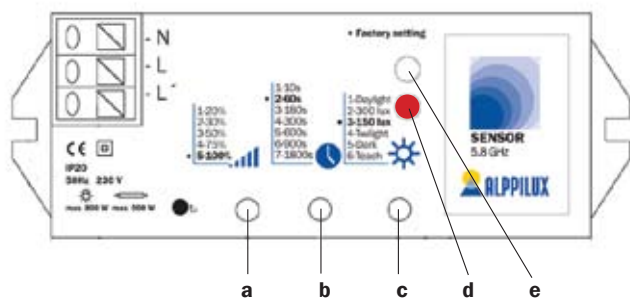 N
L
L´
• Factory setting
1-20%
2-30%
3-50%
4-75%
• 5-100%
1-10s
• 2-60s
3-180s
4-300s
5-600s
6-900s
7-1800s
1-Daylight
2-300 lux
• 3-150 lux
4-Twilight
5-Dark
6-Teach
SENSOR
5.8 GHz
ALPPILUX
CE
IP20
50Hz 230 V
max 800 W max
a
b
c
d
e